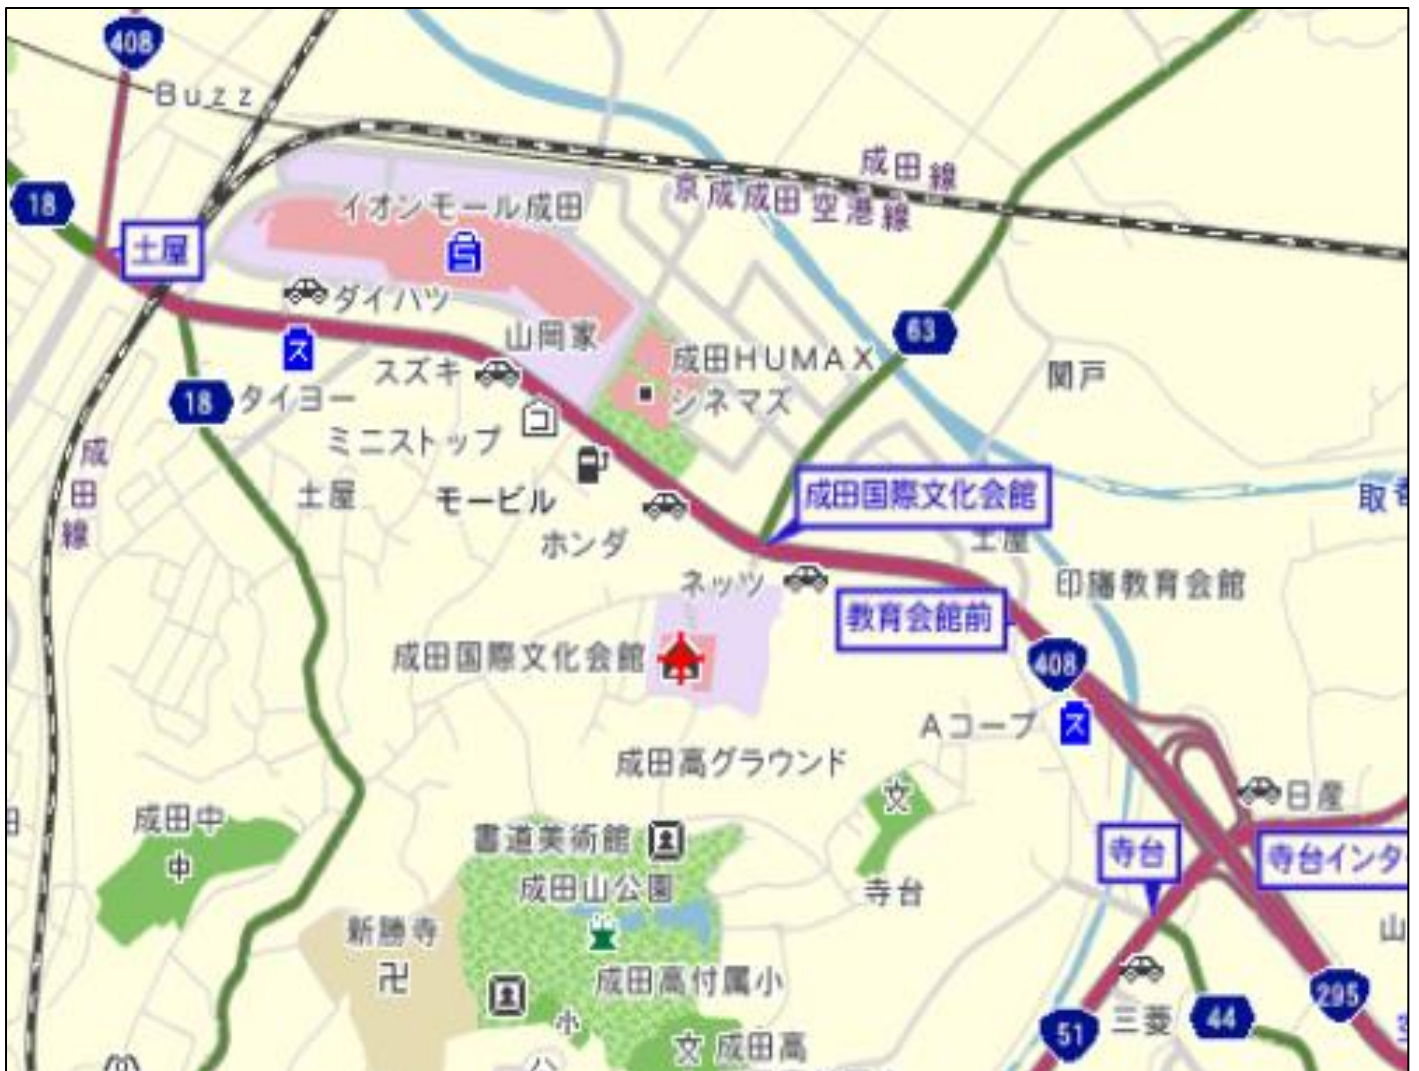 408
Buzz
成田線
京成成田空港線
18
土屋
イオンモール成田
S
ダイハツ
山岡家
63
ス
スズキ
成田HUMAX
シネマズ
関戸
18
タイヨー
コ
ミニストップ
成田線
土屋
モービル
成田国際文化会館
ホンダ
土屋
ネッツ
印旛教育会館
教育会館前
成田国際文化会館
408
Aコープ
ス
成田高グラウンド
文
日産
成田中
中
書道美術館
寺台
寺台インター
成田山公園
寺台
新勝寺
卍
成田高付属小
小
三菱
44
295
51
文
成田高